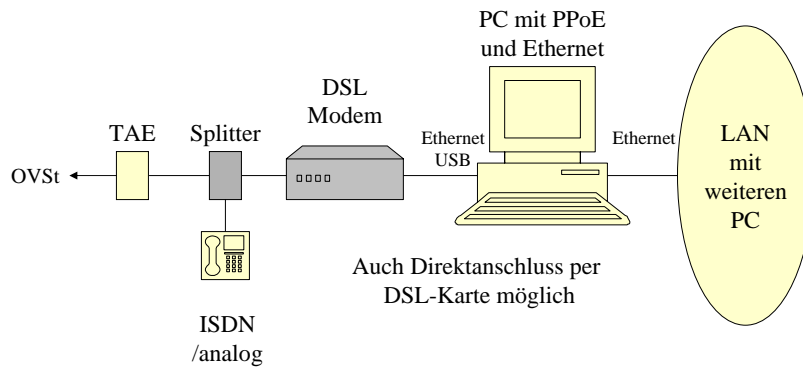 PC mit PPoE
und Ethernet
DSL
Modem
TAE
Splitter
Ethernet
USB
Ethernet
OVSt
LAN
mit
weiteren
PC
Auch Direktanschluss per
DSL-Karte möglich
ISDN
/analog